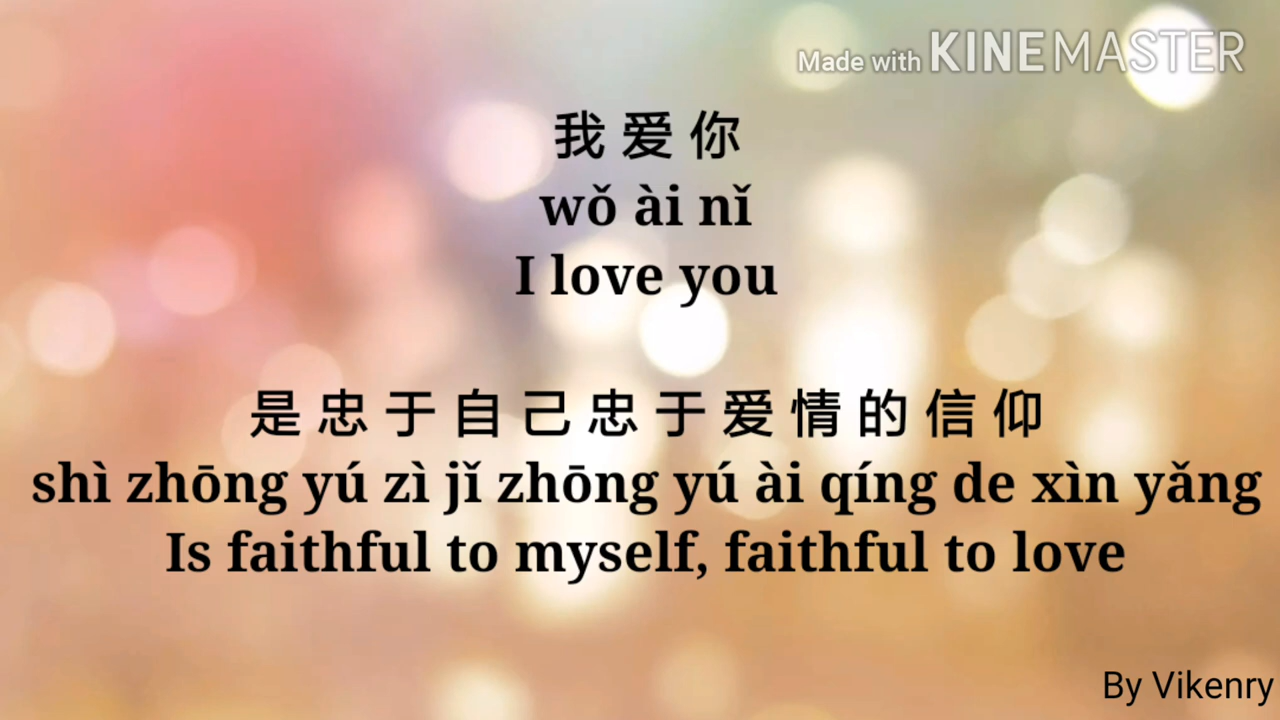 Made with KINEMASTER
我爱你
wǒ ài nǐ
I love you
是忠于自己忠于爱情的信仰
shì zhōng yú zì jǐ zhōng yú ài qíng de xìn yǎng
Is faithful to myself, faithful to love
By Vikenry